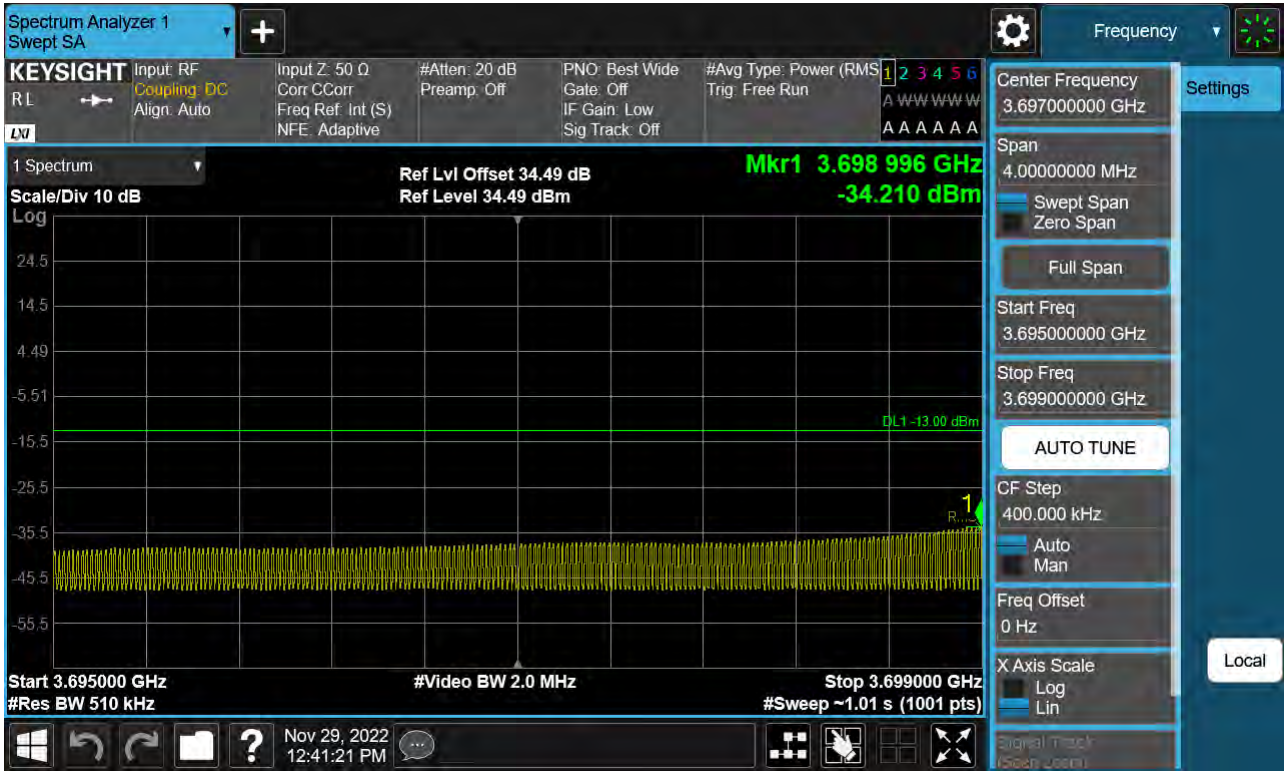 Spectrum Analyzer 1
Swept SA
Frequency
KEYSIGHT
R L
LXI
Input: RF
Coupling: DC
Align: Auto
Input Z: 50 Ω
Corr CCorr
Freq Ref: Int (S)
NFE: Adaptive
#Atten: 20 dB
Preamp: Off
PNO: Best Wide
Gate: Off
IF Gain: Low
Sig Track: Off
#Avg Type: Power (RMS
Trig: Free Run
1 2 3 4 5 6
A W W W W W
A A A A A A
1 Spectrum
Scale/Div 10 dB
Log
Ref Lvl Offset 34.49 dB
Ref Level 34.49 dBm
Mkr1 3.698 996 GHz
-34.210 dBm
24.5
14.5
4.49
-5.51
DL1 -13.00 dBm
-15.5
-25.5
1
-35.5
-45.5
-55.5
Start 3.695000 GHz
#Res BW 510 kHz
#Video BW 2.0 MHz
Stop 3.699000 GHz
#Sweep ~1.01 s (1001 pts)
Nov 29, 2022
12:41:21 PM
Center Frequency
3.697000000 GHz
Settings
Span
4.00000000 MHz
Swept Span
Zero Span
Full Span
Start Freq
3.695000000 GHz
Stop Freq
3.699000000 GHz
AUTO TUNE
CF Step
400.000 kHz
Auto
Man
Freq Offset
0 Hz
X Axis Scale
Log
Lin
Local
Signal Track
(Span Zoom)